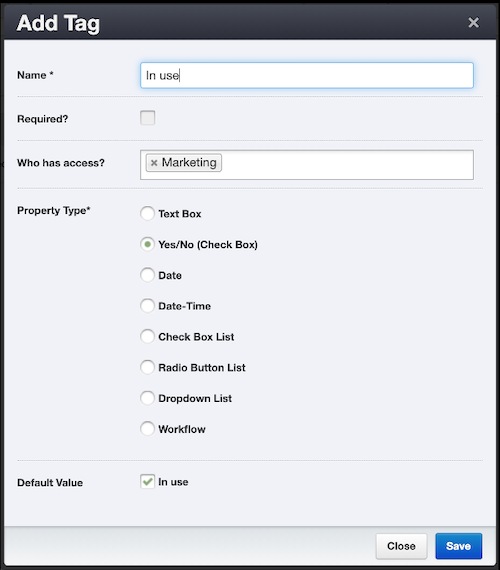 Add Tag
Name *
In use
Required?
Who has access?
Marketing
Property Type*
Text Box
Yes/No (Check Box)
Date
Date-Time
Check Box List
Radio Button List
Dropdown List
Workflow
Default Value
In use
Close
Save